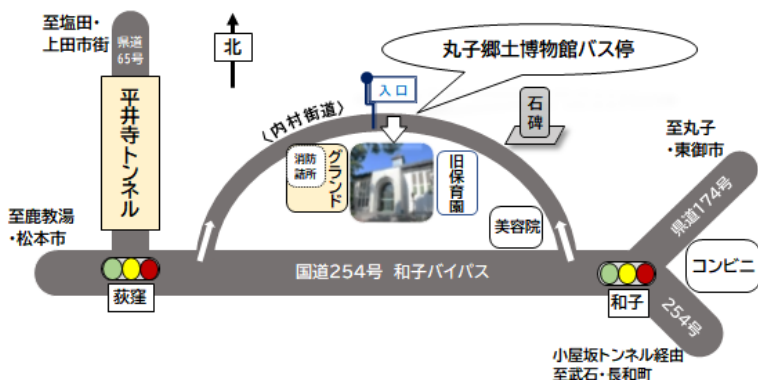 至塩田・
上田市街
県道
65号
北
丸子郷土博物館バス停
平井寺トンネル
入口
〈内村街道〉
石碑
至丸子
・東御市
消防
詰所
グランド
旧保育園
至鹿教湯
・松本市
美容院
県道174号
国道254号 和子バイパス
コンビニ
荻窪
和子
254号
小屋坂トンネル経由
至武石・長和町